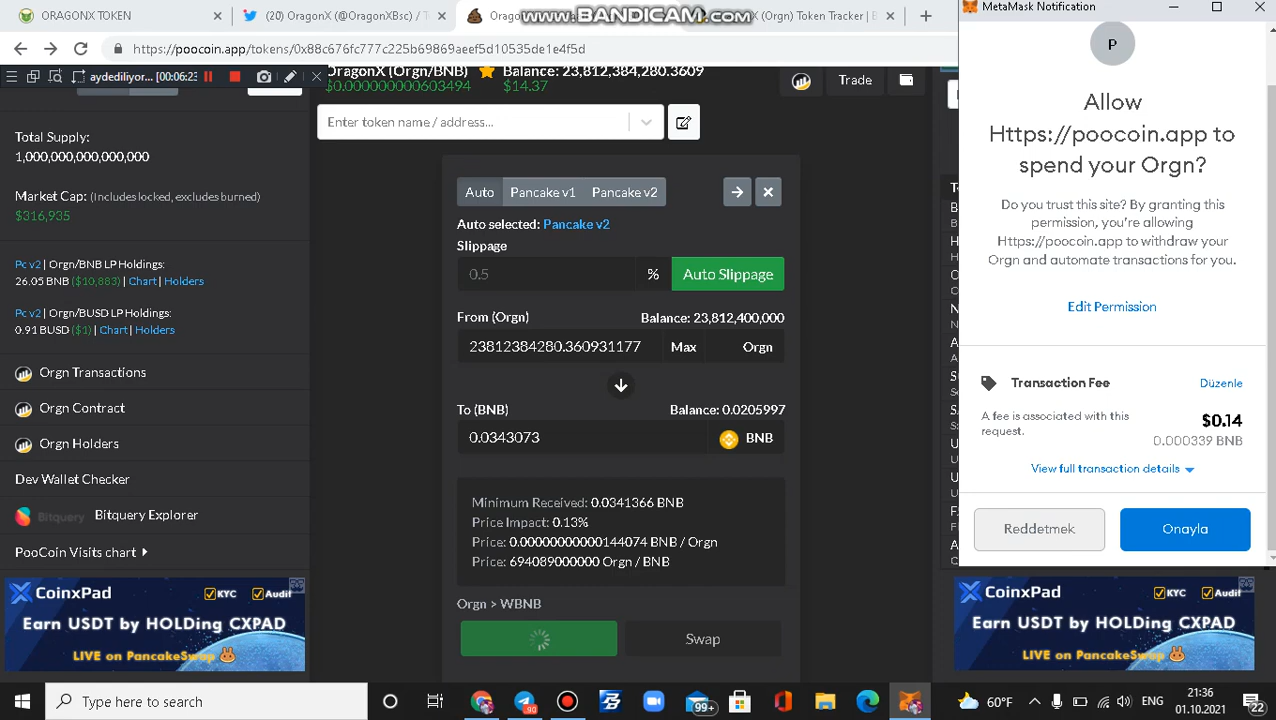 ORAGONX TOKEN
(20) OragonX (@OragonXBsc) / T
Orago
www.BANDICAM.com
X (Orgn) Token Tracker | B
https://poocoin.app/tokens/0x88c676fc777c225b69869aeef5d10535de1e4f5d
aydediliyor... [00:06:23
OragonX (Orgn/BNB)
Balance: 23,812,384,280.3609
$0.000000000603494
$14.37
Trade
Enter token name / address...
Total Supply:
1,000,000,000,000,000
Market Cap: (Includes locked, excludes burned)
$316,935
Pc v2 | Orgn/BNB LP Holdings:
26.05 BNB ($10,883) | Chart | Holders
Pc v2 | Orgn/BUSD LP Holdings:
0.91 BUSD ($1) | Chart | Holders
Orgn Transactions
Orgn Contract
Orgn Holders
Dev Wallet Checker
Bitquery
Bitquery Explorer
PooCoin Visits chart
CoinxPad
KYC
Audit
Earn USDT by HOLDing CXPAD
LIVE on PancakeSwap
Auto
Pancake v1
Pancake v2
Auto selected: Pancake v2
Slippage
0.5
%
Auto Slippage
From (Orgn)
Balance: 23,812,400,000
23812384280.360931177
Max
Orgn
To (BNB)
Balance: 0.0205997
0.0343073
BNB
Minimum Received: 0.0341366 BNB
Price Impact: 0.13%
Price: 0.00000000000144074 BNB / Orgn
Price: 694089000000 Orgn / BNB
Orgn > WBNB
Swap
MetaMask Notification
P
Allow
Https://poocoin.app to
spend your Orgn?
Do you trust this site? By granting this
permission, you're allowing
Https://poocoin.app to withdraw your
Orgn and automate transactions for you.
Edit Permission
Transaction Fee
Düzenle
A fee is associated with this
request.
$0.14
0.000339 BNB
View full transaction details
Reddetmek
Onayla
CoinxPad
KYC
Audit
Earn USDT by HOLDing CXPAD
LIVE on PancakeSwap
Type here to search
90
99+
60°F
ENG
21:36
01.10.2021
22